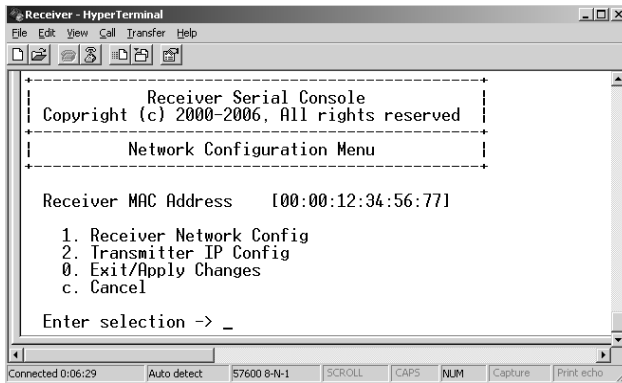 Receiver - HyperTerminal
File Edit View Call Transfer Help
Receiver Serial Console
Copyright (c) 2000-2006, All rights reserved
Network Configuration Menu
Receiver MAC Address [00:00:12:34:56:77]
1. Receiver Network Config
2. Transmitter IP Config
0. Exit/Apply Changes
c. Cancel
Enter selection -> _
Connected 0:06:29 Auto detect 57600 8-N-1 SCROLL CAPS NUM Capture Print echo